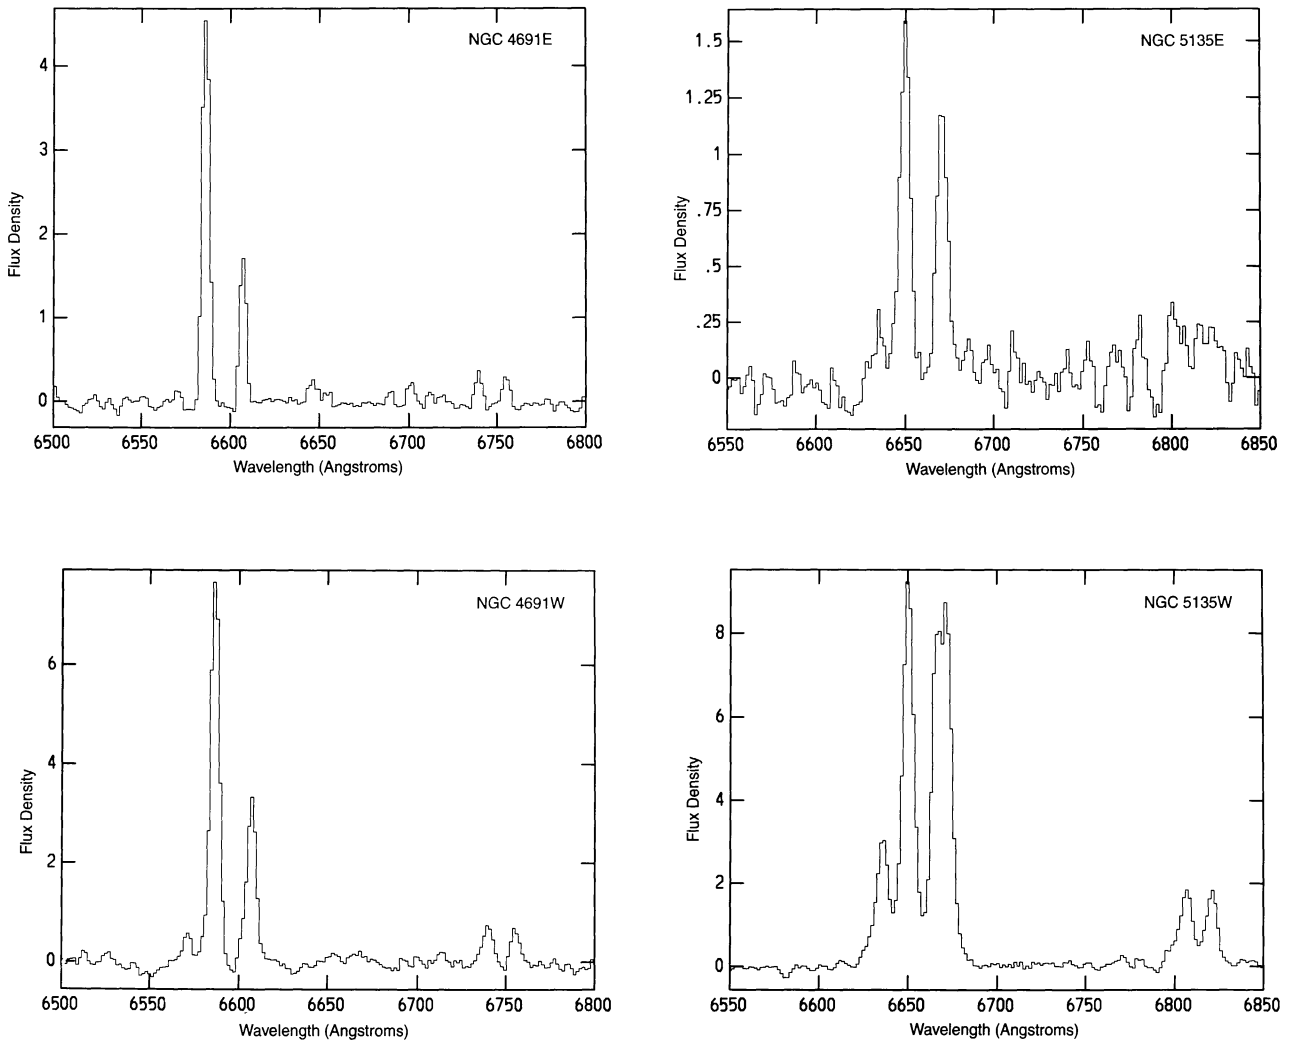 NGC 4691E
4
3
2
1
0
Flux Density
6500 6550 6600 6650 6700 6750 6800
Wavelength (Angstroms)
NGC 5135E
1.5
1.25
1
.75
.5
.25
0
Flux Density
6550 6600 6650 6700 6750 6800 6850
Wavelength (Angstroms)
NGC 4691W
6
4
2
0
Flux Density
6500 6550 6600 6650 6700 6750 6800
Wavelength (Angstroms)
NGC 5135W
8
6
4
2
0
Flux Density
6550 6600 6650 6700 6750 6800 6850
Wavelength (Angstroms)